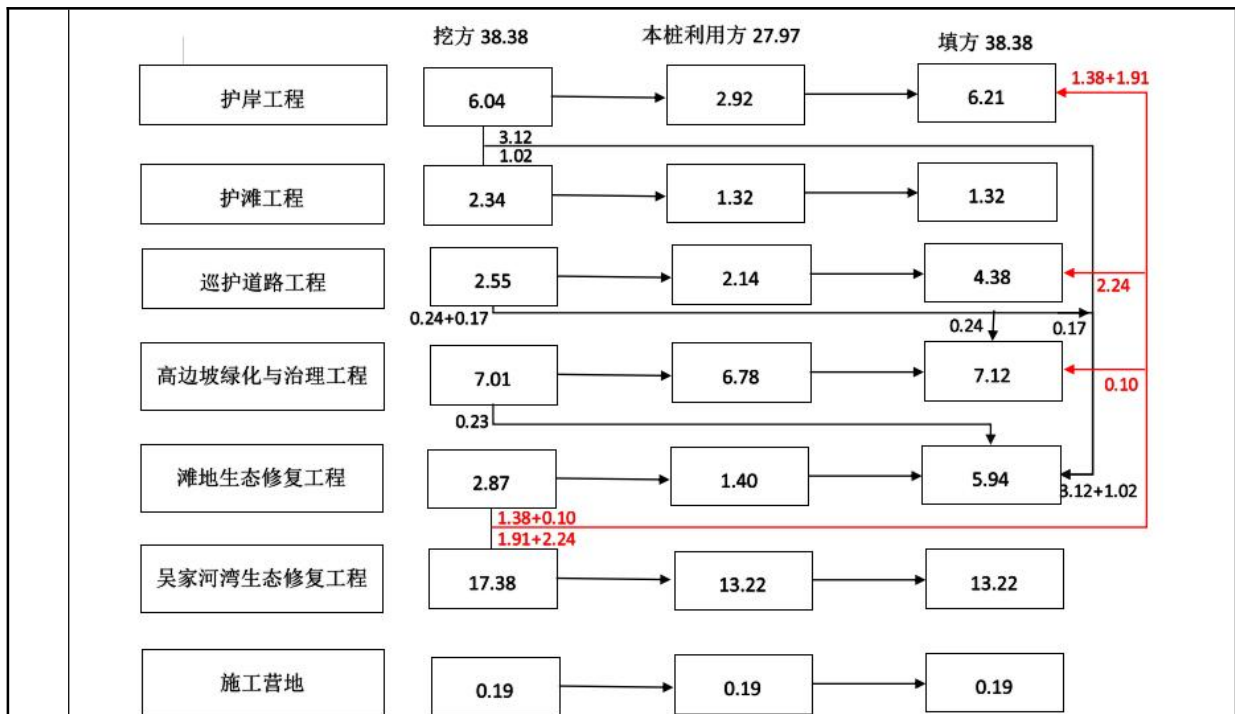 挖方 38.38 本桩利用方 27.97 填方 38.38
护岸工程 6.04 2.92 6.21 1.38+1.91
3.12
1.02
护滩工程 2.34 1.32 1.32
巡护道路工程 2.55 2.14 4.38 2.24
0.24+0.17 0.24 0.17
高边坡绿化与治理工程 7.01 6.78 7.12 0.10
0.23
滩地生态修复工程 2.87 1.40 5.94 3.12+1.02
1.38+0.10
1.91+2.24
吴家河湾生态修复工程 17.38 13.22 13.22
施工营地 0.19 0.19 0.19